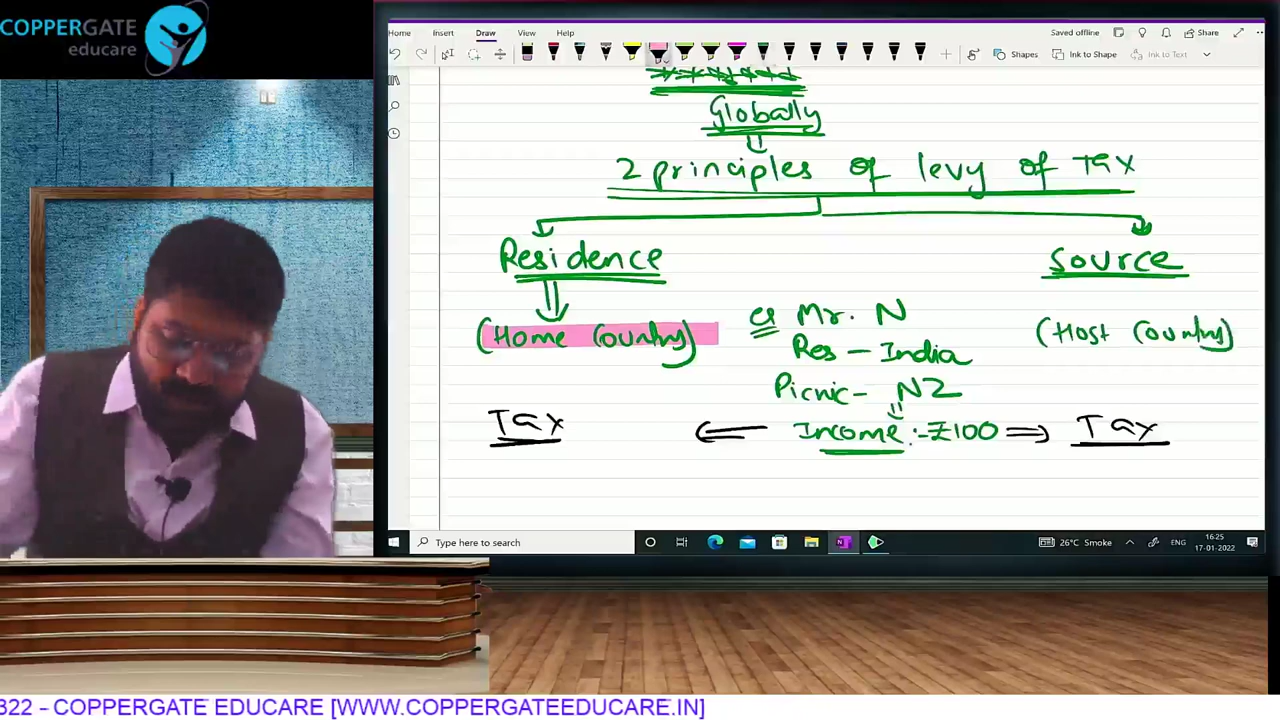 COPPERGATE
educare
Home Insert Draw View Help
Saved offline
Share
Shapes
Ink to Shape
Ink to Text
Globally
2 principles of levy of Tax
Residence
Source
(Home Country)
eg Mr. N
Res - India
Picnic - NZ
(Host Country)
Tax
Income :- ₹100
Tax
Type here to search
26°C Smoke
ENG
16:25
17-01-2022
322 - COPPERGATE EDUCARE [WWW.COPPERGATEEDUCARE.IN]